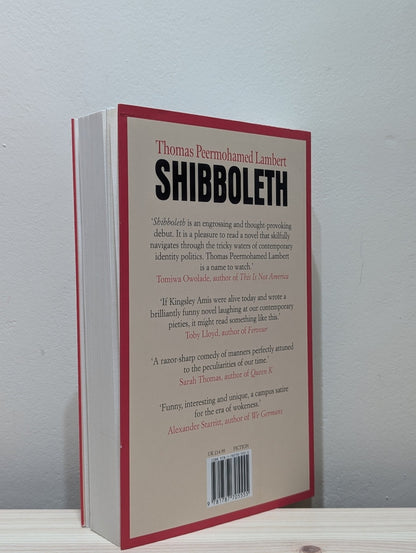 Thomas Peermohamed Lambert
SHIBBOLETH
‘Shibboleth is an engrossing and thought-provoking
debut. It is a pleasure to read a novel that skilfully
navigates through the tricky waters of contemporary
identity politics. Thomas Peermohamed Lambert
is a name to watch.’
Tomiwa Owolade, author of This Is Not America
‘If Kingsley Amis were alive today and wrote a
brilliantly funny novel laughing at our contemporary
pieties, it might read something like this.’
Toby Lloyd, author of Fervour
‘A razor-sharp comedy of manners perfectly attuned
to the peculiarities of our time.’
Sarah Thomas, author of Queen K
‘Funny, interesting and unique, a campus satire
for the era of wokeness.’
Alexander Starritt, author of We Germans
UK £14.99 FICTION